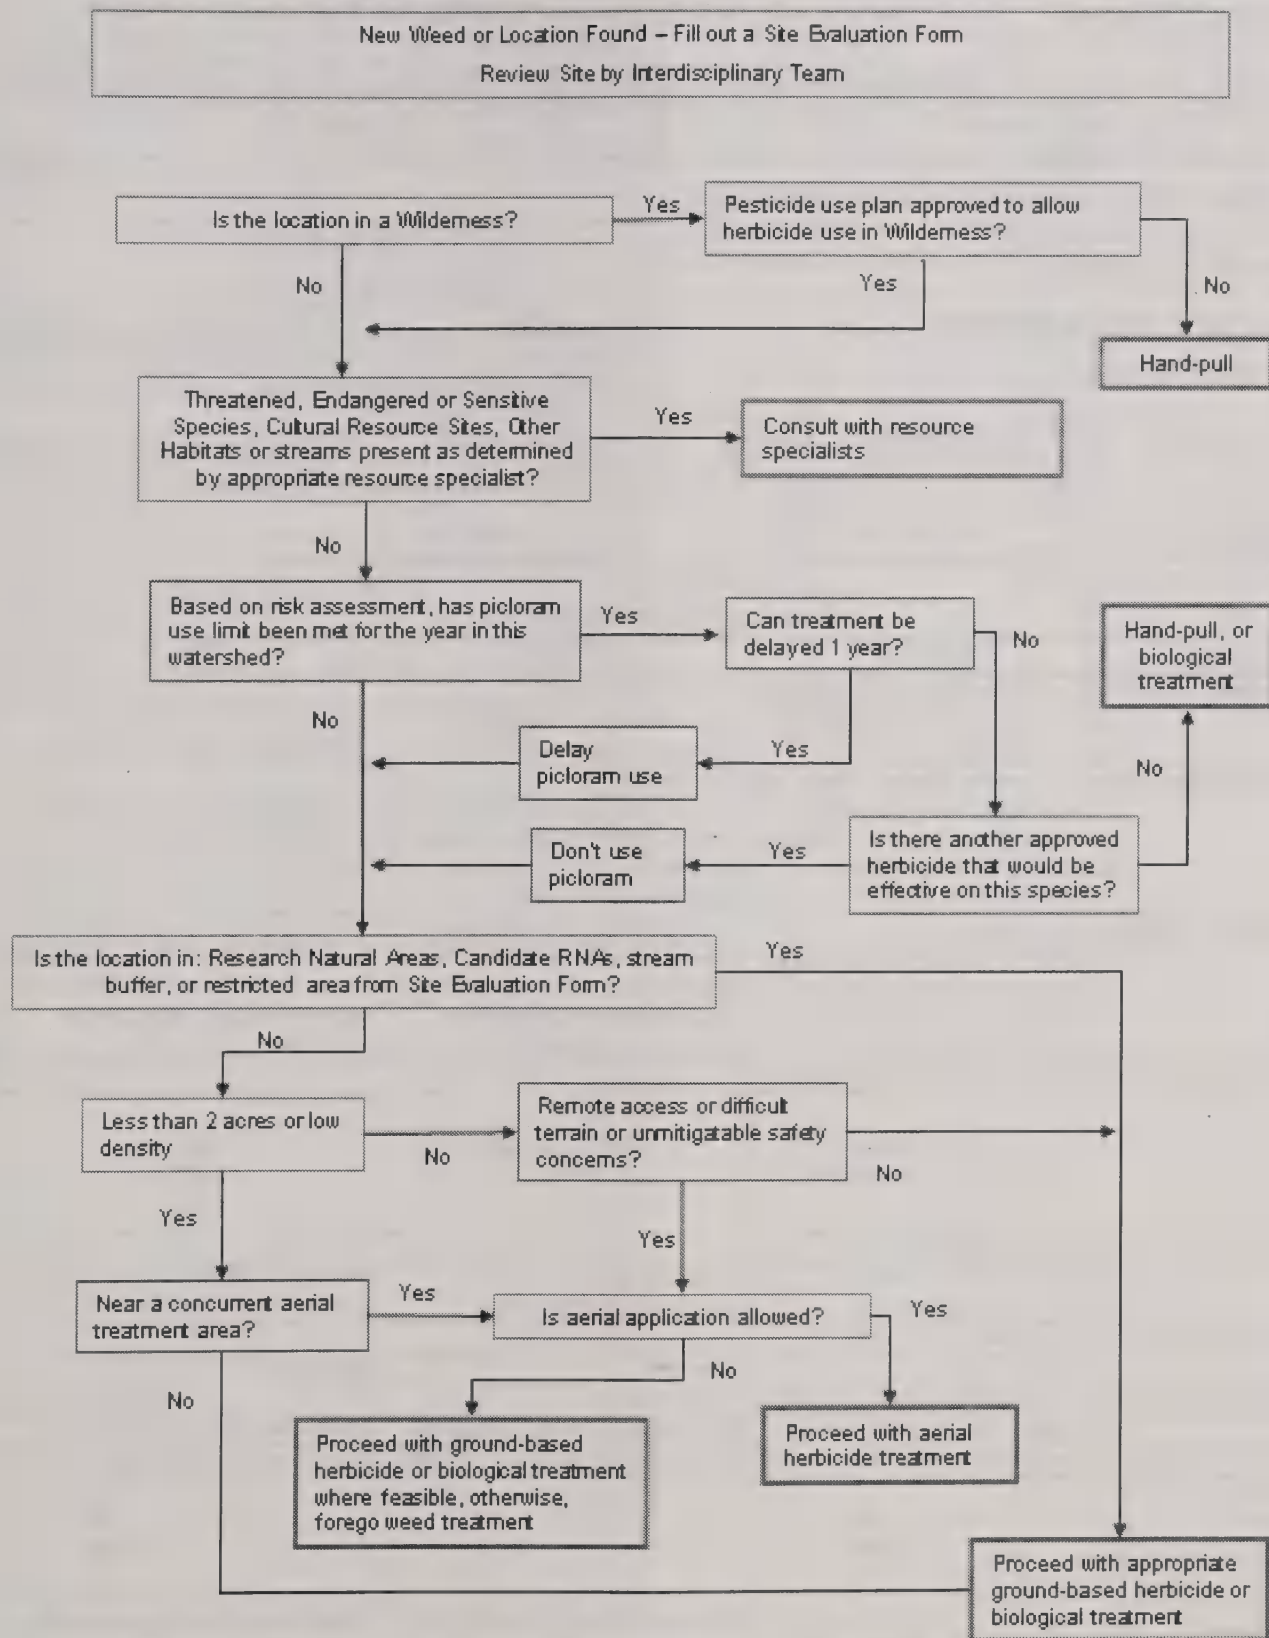 New Weed or Location Found – Fill out a Site Evaluation Form
Review Site by Interdisciplinary Team
Is the location in a Wilderness?
Yes
Pesticide use plan approved to allow
herbicide use in Wilderness?
No
Yes
No
Hand-pull
Threatened, Endangered or Sensitive
Species, Cultural Resource Sites, Other
Habitats or streams present as determined
by appropriate resource specialist?
Yes
Consult with resource
specialists
No
Based on risk assessment, has picloram
use limit been met for the year in this
watershed?
Yes
Can treatment be
delayed 1 year?
No
Hand-pull, or
biological
treatment
No
Delay
picloram use
Yes
No
Don't use
picloram
Yes
Is there another approved
herbicide that would be
effective on this species?
Is the location in: Research Natural Areas, Candidate RNAs, stream
buffer, or restricted area from Site Evaluation Form?
Yes
No
Less than 2 acres or low
density
No
Remote access or difficult
terrain or unmitigatable safety
concerns?
No
Yes
Yes
Near a concurrent aerial
treatment area?
Yes
Is aerial application allowed?
Yes
No
No
Proceed with ground-based
herbicide or biological treatment
where feasible, otherwise,
forego weed treatment
Proceed with aerial
herbicide treatment
Proceed with appropriate
ground-based herbicide or
biological treatment